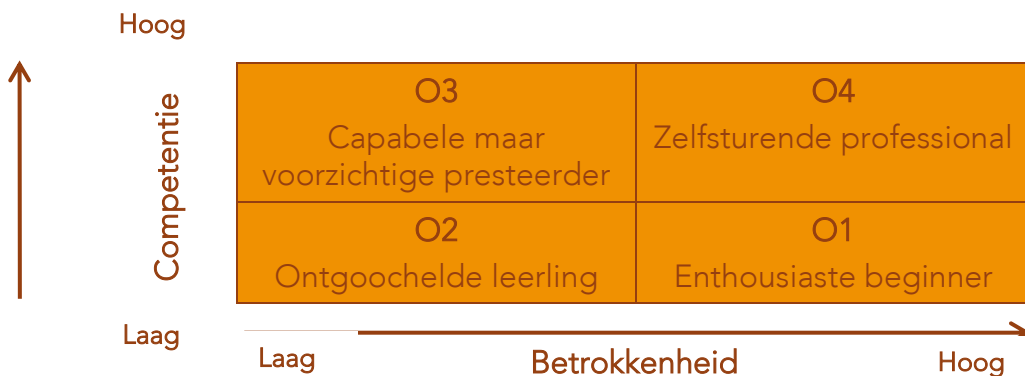 Hoog
Competentie
O3
Capabele maar
voorzichtige presteerder
O4
Zelfsturende professional
O2
Ontgoochelde leerling
O1
Enthousiaste beginner
Laag
Laag
Betrokkenheid
Hoog